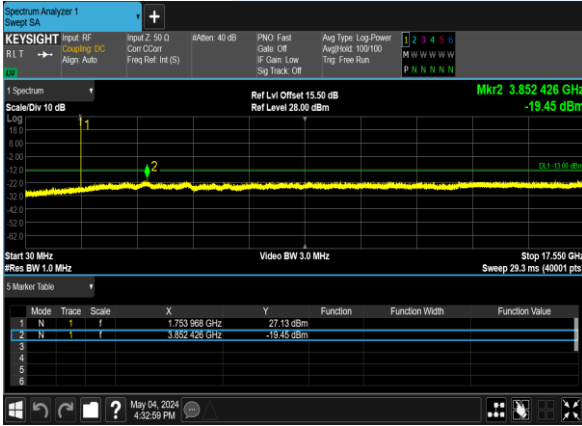 Spectrum Analyzer 1
Swept SA
+
KEYSIGHT Input: RF Input Z: 50 Ω #Atten: 40 dB PNO: Fast Avg Type: Log-Power 1 2 3 4 5 6
RLT Coupling: DC Corr CCorr Gate: Off Avg|Hold: 100/100 M W W W W W
Align: Auto Freq Ref: Int (S) IF Gain: Low Trig: Free Run P N N N N N
Sig Track: Off
LW
1 Spectrum Ref Lvl Offset 15.50 dB Mkr2 3.852 426 GHz
Scale/Div 10 dB Ref Level 28.00 dBm -19.45 dBm
Log
18.0
8.00
-2.00
-12.0
-22.0
-32.0
-42.0
-52.0
-62.0
1
2
DL1 -13.00 dBm
Start 30 MHz Video BW 3.0 MHz Stop 17.550 GHz
#Res BW 1.0 MHz Sweep 29.3 ms (40001 pts
5 Marker Table
Mode Trace Scale X Y Function Function Width Function Value
1 N 1 f 1.753 968 GHz 27.13 dBm
2 N 1 f 3.852 426 GHz -19.45 dBm
3
4
5
6
? May 04, 2024
4:32:59 PM